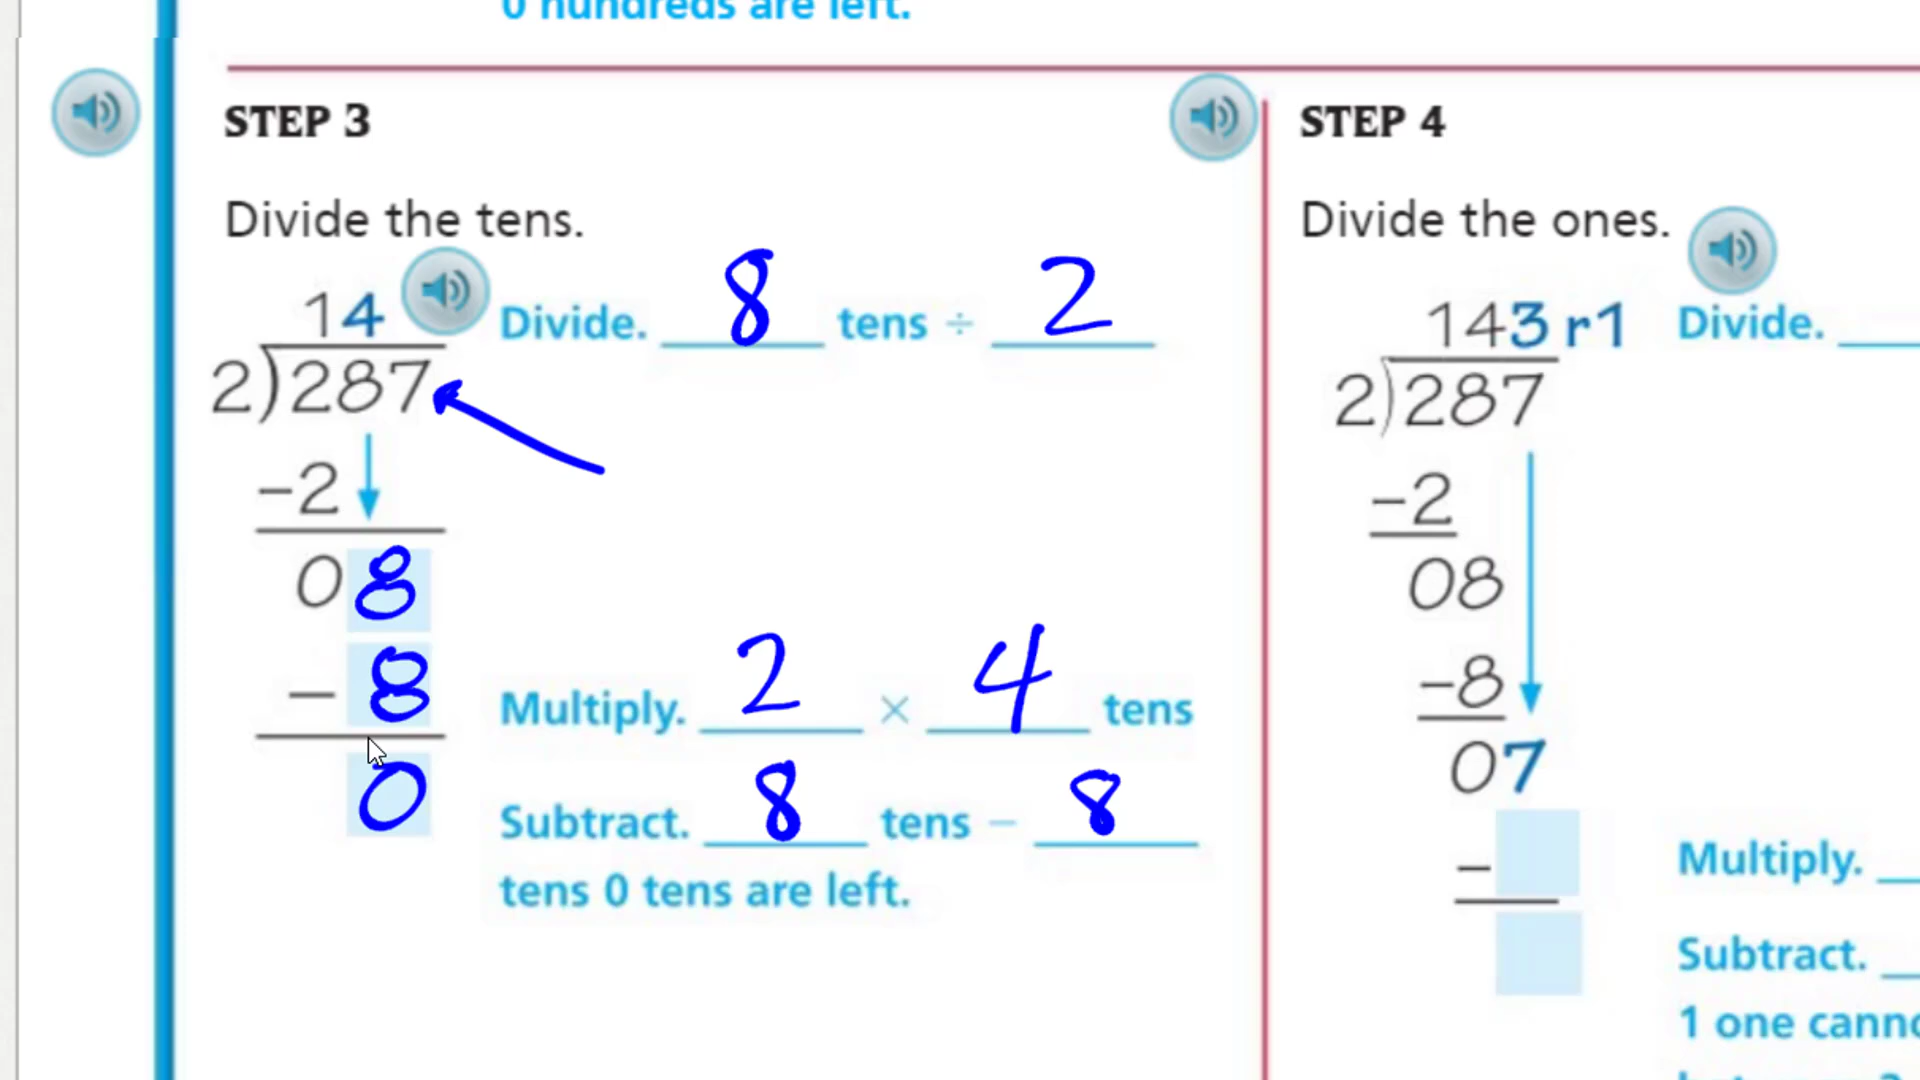 0 hundreds are left.
STEP 3
Divide the tens.
14
2)287
Divide. 8 tens ÷ 2
−2
08
− 8
Multiply. 2 × 4 tens
0
Subtract. 8 tens − 8
tens 0 tens are left.
STEP 4
Divide the ones.
143 r1
Divide.
2)287
−2
08
−8
07
−
Multiply.
Subtract.
1 one